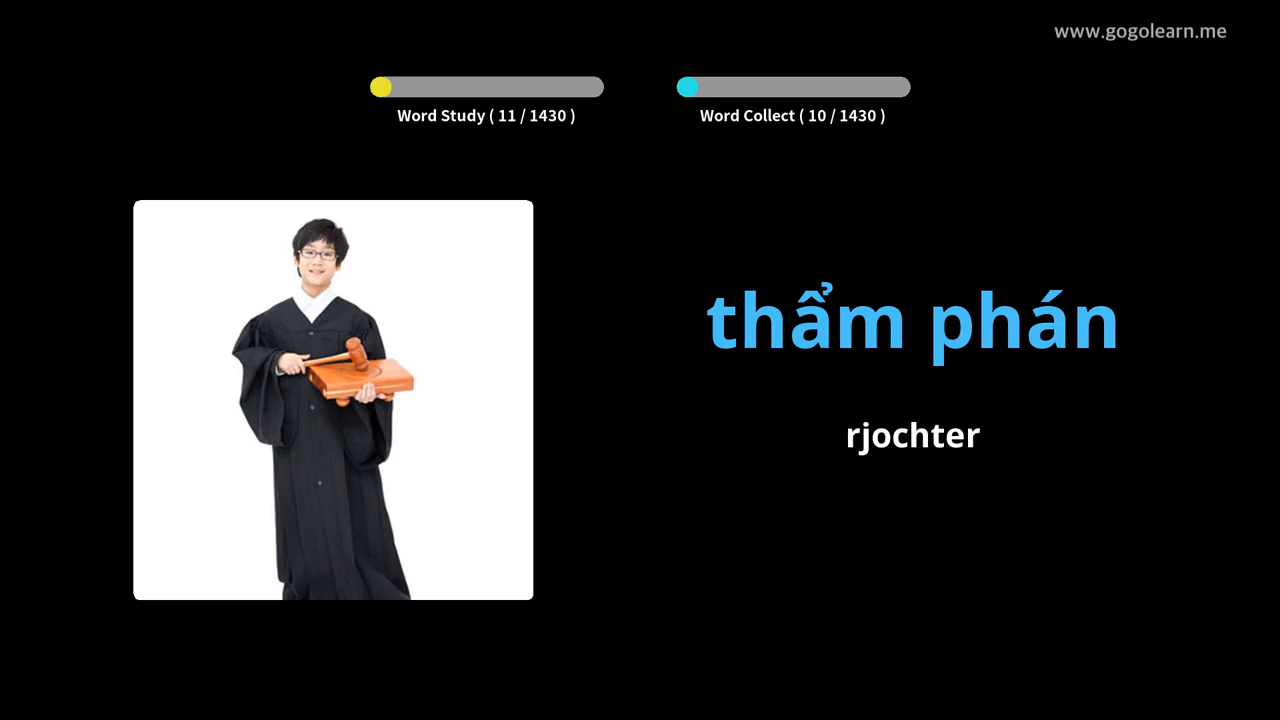 www.gogolearn.me
Word Study ( 11 / 1430 )
Word Collect ( 10 / 1430 )
thẩm phán
rjochter